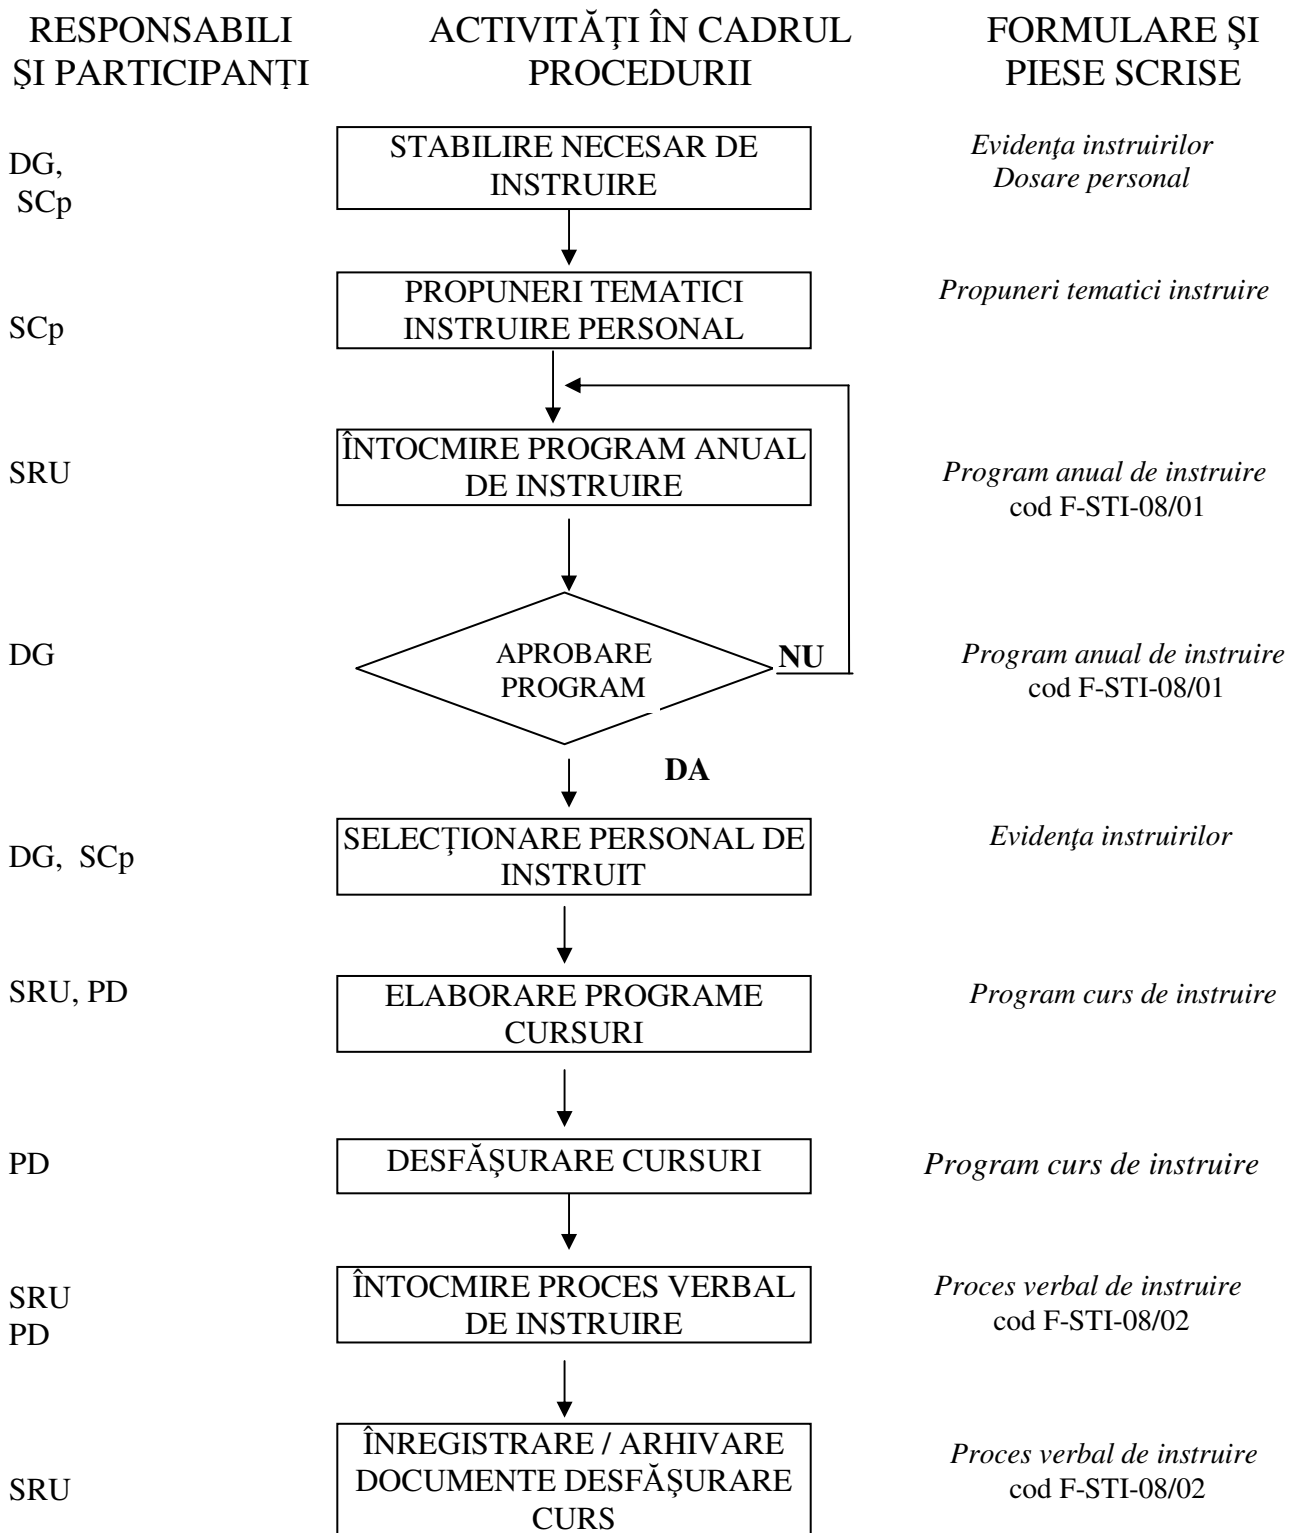 RESPONSABILI
ŞI PARTICIPANŢI
ACTIVITĂŢI ÎN CADRUL
PROCEDURII
FORMULARE ŞI
PIESE SCRISE
DG,
SCp
STABILIRE NECESAR DE
INSTRUIRE
Evidenţa instruirilor
Dosare personal
SCp
PROPUNERI TEMATICI
INSTRUIRE PERSONAL
Propuneri tematici instruire
SRU
ÎNTOCMIRE PROGRAM ANUAL
DE INSTRUIRE
Program anual de instruire
cod F-STI-08/01
DG
APROBARE
PROGRAM
NU
Program anual de instruire
cod F-STI-08/01
DA
DG, SCp
SELECŢIONARE PERSONAL DE
INSTRUIT
Evidenţa instruirilor
SRU, PD
ELABORARE PROGRAME
CURSURI
Program curs de instruire
PD
DESFĂŞURARE CURSURI
Program curs de instruire
SRU
PD
ÎNTOCMIRE PROCES VERBAL
DE INSTRUIRE
Proces verbal de instruire
cod F-STI-08/02
SRU
ÎNREGISTRARE / ARHIVARE
DOCUMENTE DESFĂŞURARE
CURS
Proces verbal de instruire
cod F-STI-08/02